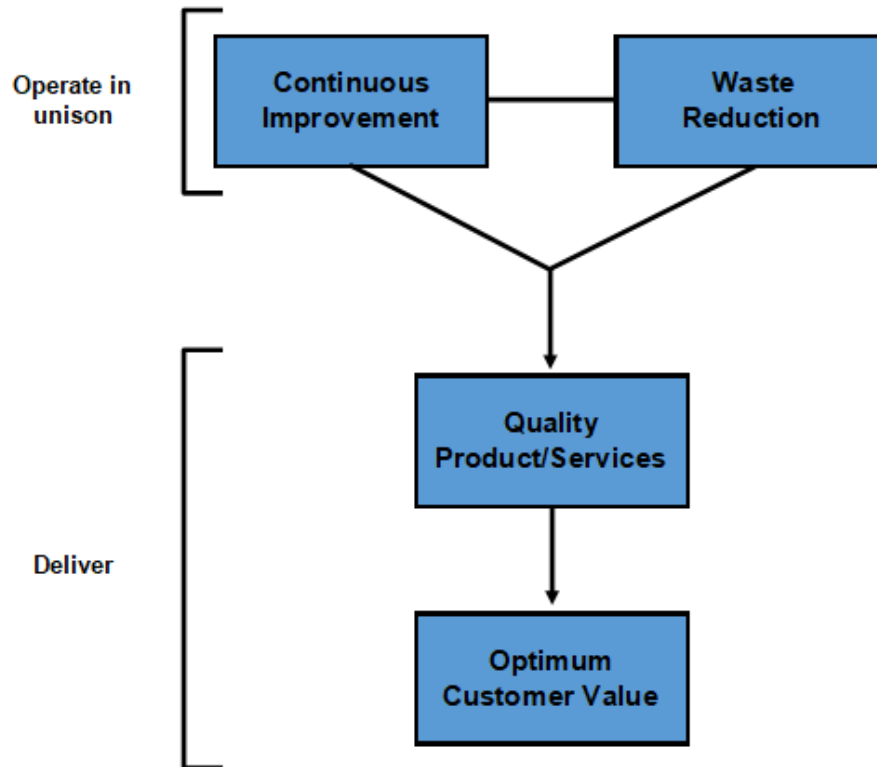 Operate in
unison
Continuous
Improvement
Waste
Reduction
Deliver
Quality
Product/Services
Optimum
Customer Value